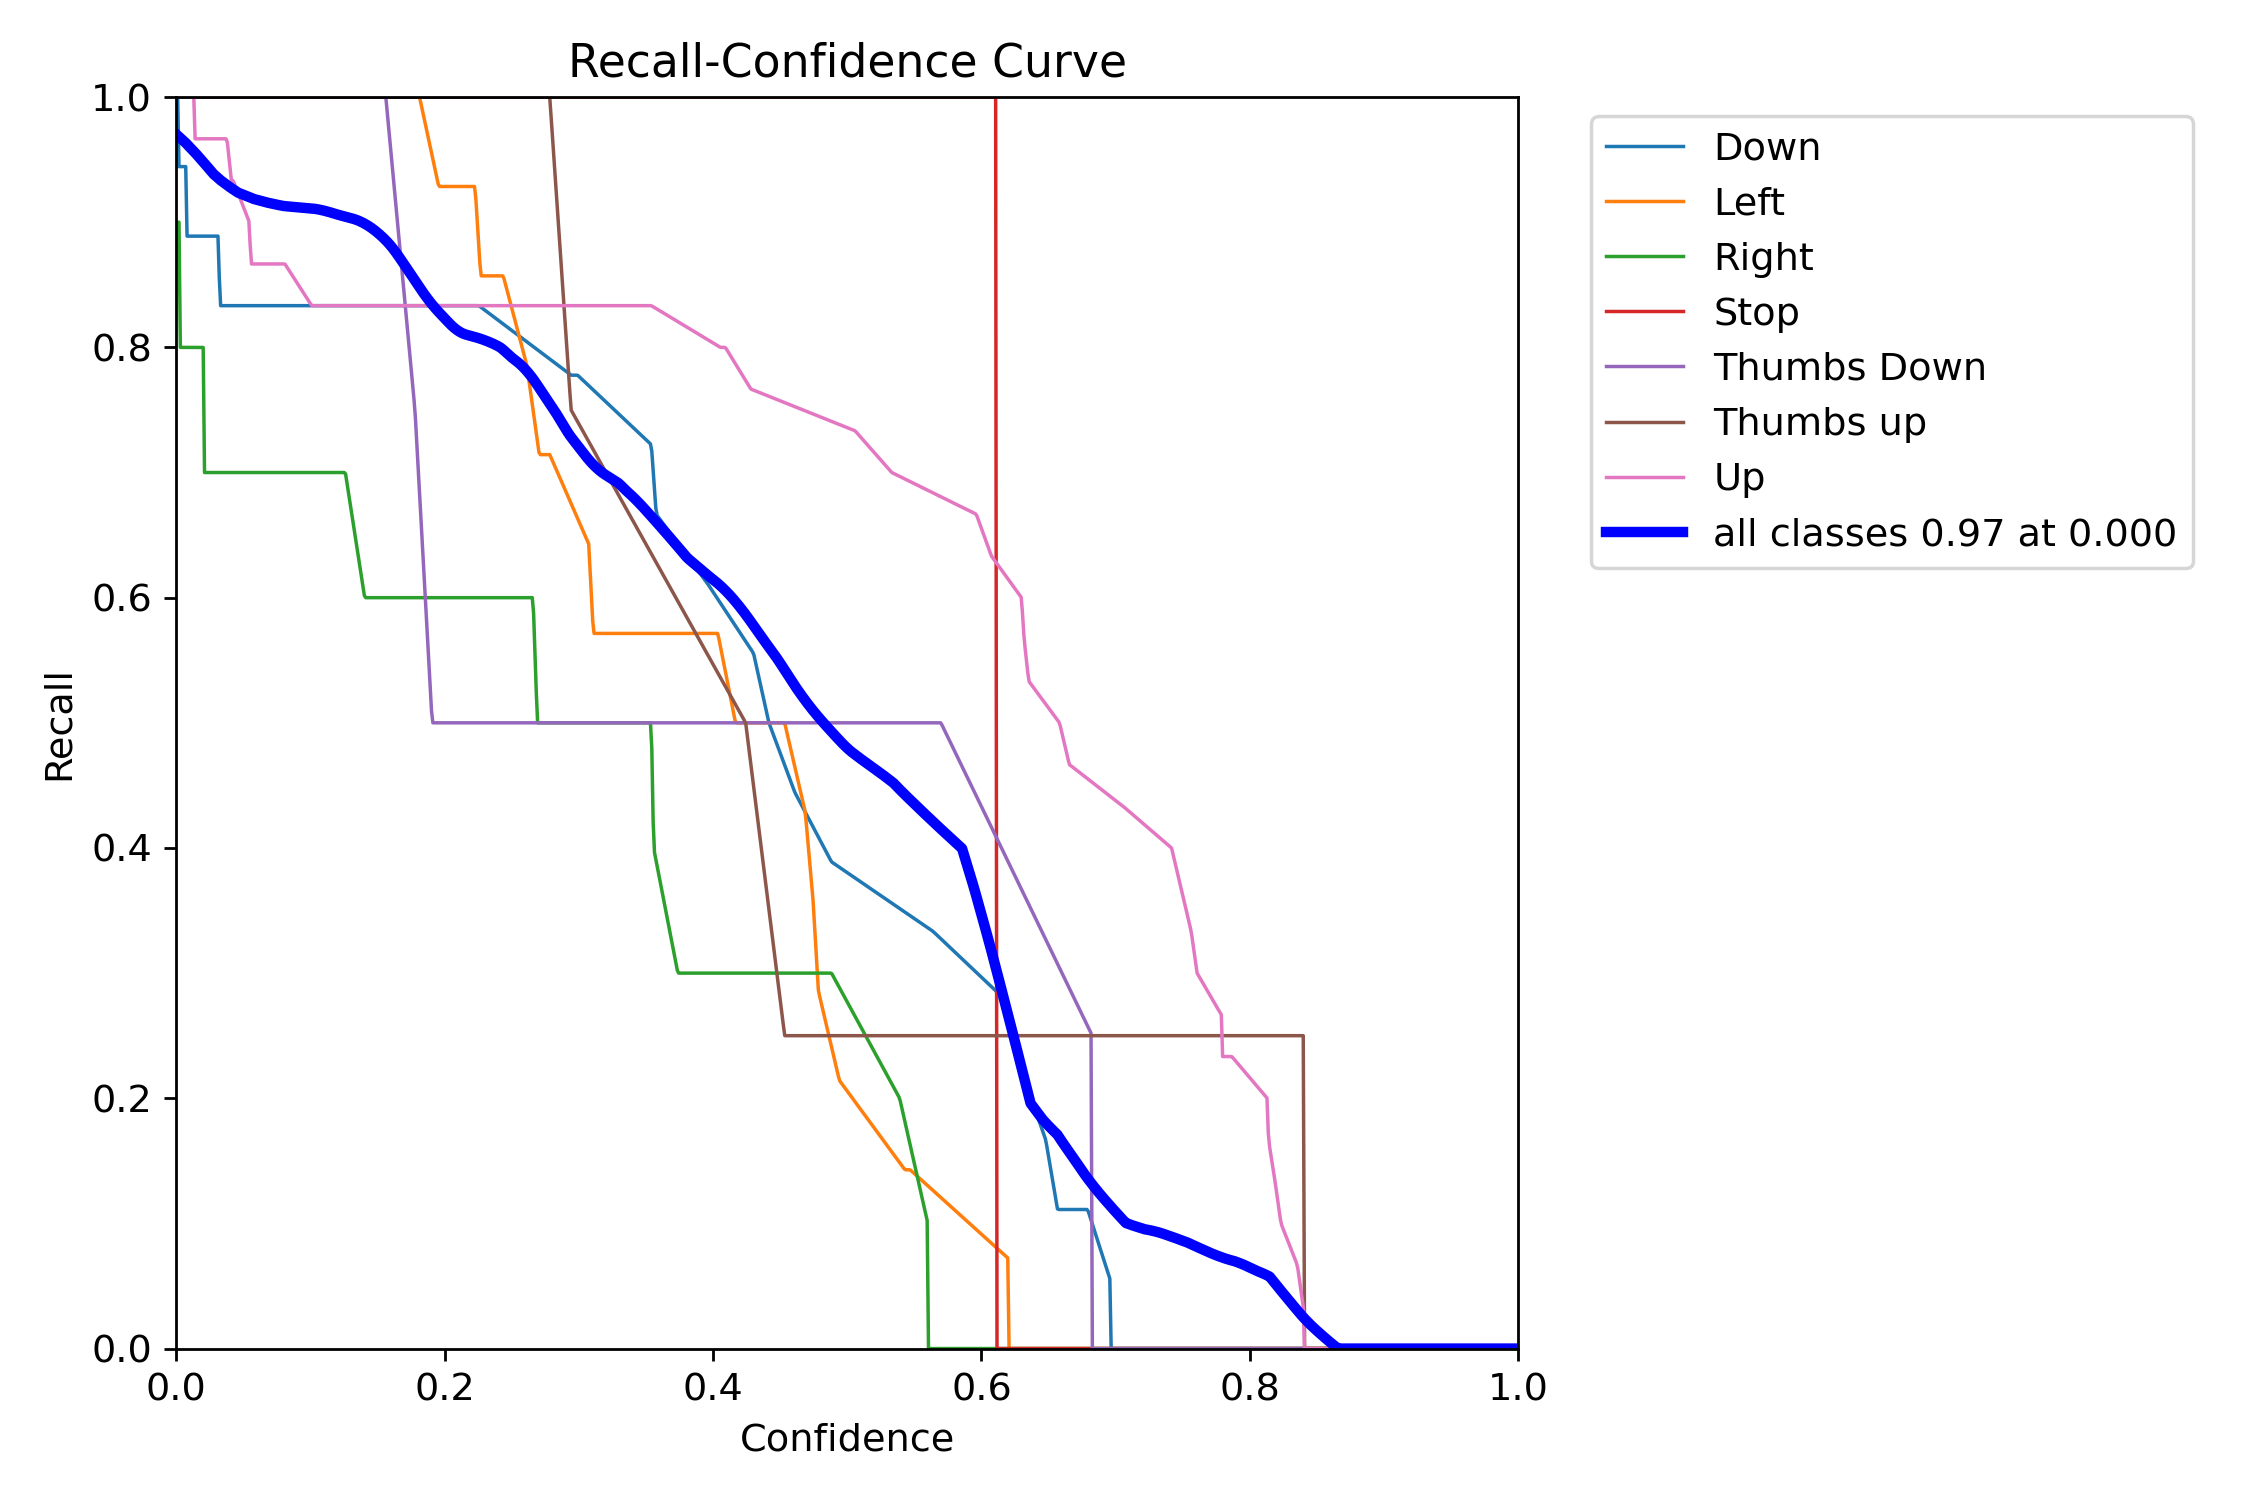 Recall-Confidence Curve
1.0
0.8
0.6
0.4
0.2
0.0
Recall
0.0 0.2 0.4 0.6 0.8 1.0
Confidence
Down
Left
Right
Stop
Thumbs Down
Thumbs up
Up
all classes 0.97 at 0.000